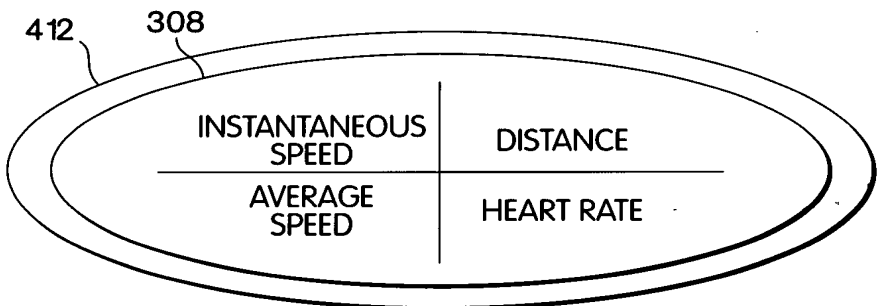 412
308
INSTANTANEOUS
SPEED
DISTANCE
AVERAGE
SPEED
HEART RATE